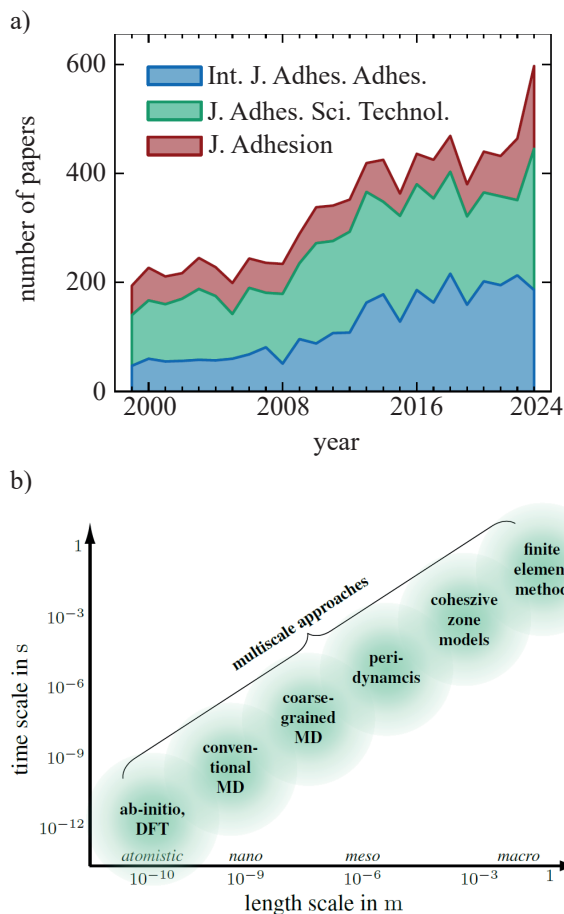 a)
600
400
200
0
number of papers
Int. J. Adhes. Adhes.
J. Adhes. Sci. Technol.
J. Adhesion
2000
2008
2016
2024
year
b)
time scale in s
1
10⁻³
10⁻⁶
10⁻⁹
10⁻¹²
multiscale approaches
finite
element
method
coheszive
zone
models
peri-
dynamcis
coarse-
grained
MD
conven-
tional
MD
ab-initio,
DFT
atomistic
nano
meso
macro
10⁻¹⁰
10⁻⁹
10⁻⁶
10⁻³
1
length scale in m